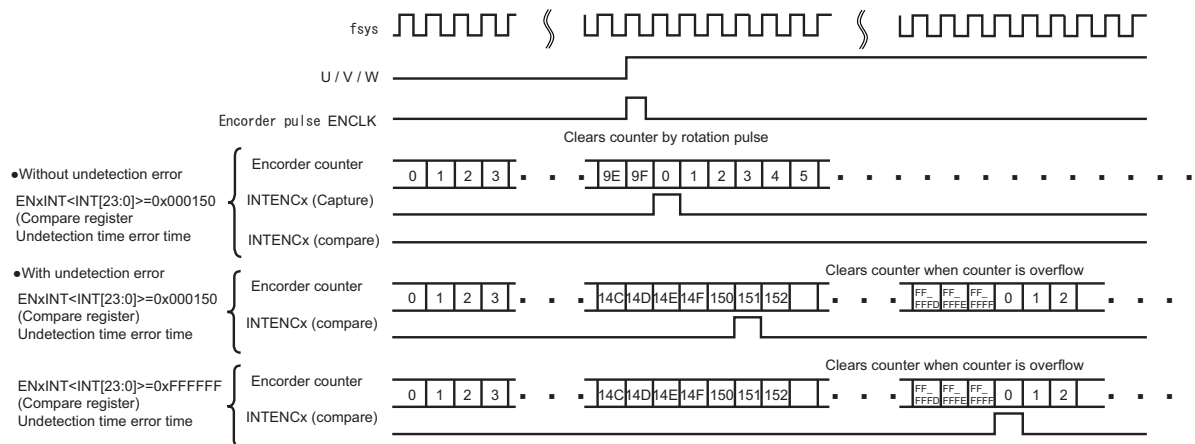 fsys
U / V / W
Encorder pulse ENCLK
Clears counter by rotation pulse
●Without undetection error
ENxINT<INT[23:0]>=0x000150
(Compare register
Undetection time error time
Encorder counter
0 1 2 3 9E 9F 0 1 2 3 4 5
INTENCx (Capture)
INTENCx (compare)
●With undetection error
Clears counter when counter is overflow
ENxINT<INT[23:0]>=0x000150
(Compare register)
Undetection time error time
Encorder counter
0 1 2 3 14C 14D 14E 14F 150 151 152 FF_FFFD FF_FFFE FF_FFFF 0 1 2
INTENCx (compare)
Clears counter when counter is overflow
ENxINT<INT[23:0]>=0xFFFFFF
(Compare register)
Undetection time error time
Encorder counter
0 1 2 3 14C 14D 14E 14F 150 151 152 FF_FFFD FF_FFFE FF_FFFF 0 1 2
INTENCx (compare)